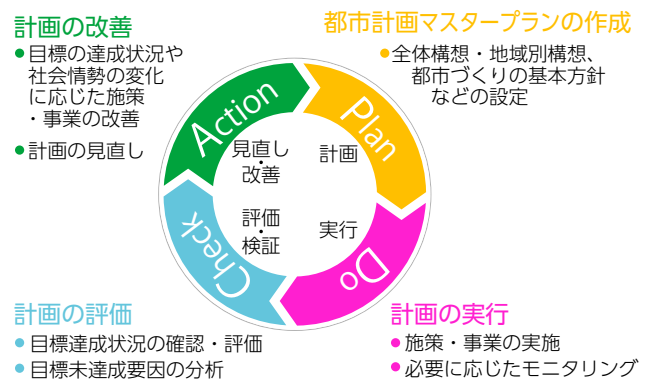 計画の改善
● 目標の達成状況や
社会情勢の変化
に応じた施策
・事業の改善
● 計画の見直し
都市計画マスタープランの作成
● 全体構想・地域別構想、
都市づくりの基本方針
などの設定
Action
Plan
見直し
・
改善
計画
評価
・
検証
実行
Check
Do
計画の評価
● 目標達成状況の確認・評価
● 目標未達成要因の分析
計画の実行
● 施策・事業の実施
● 必要に応じたモニタリング